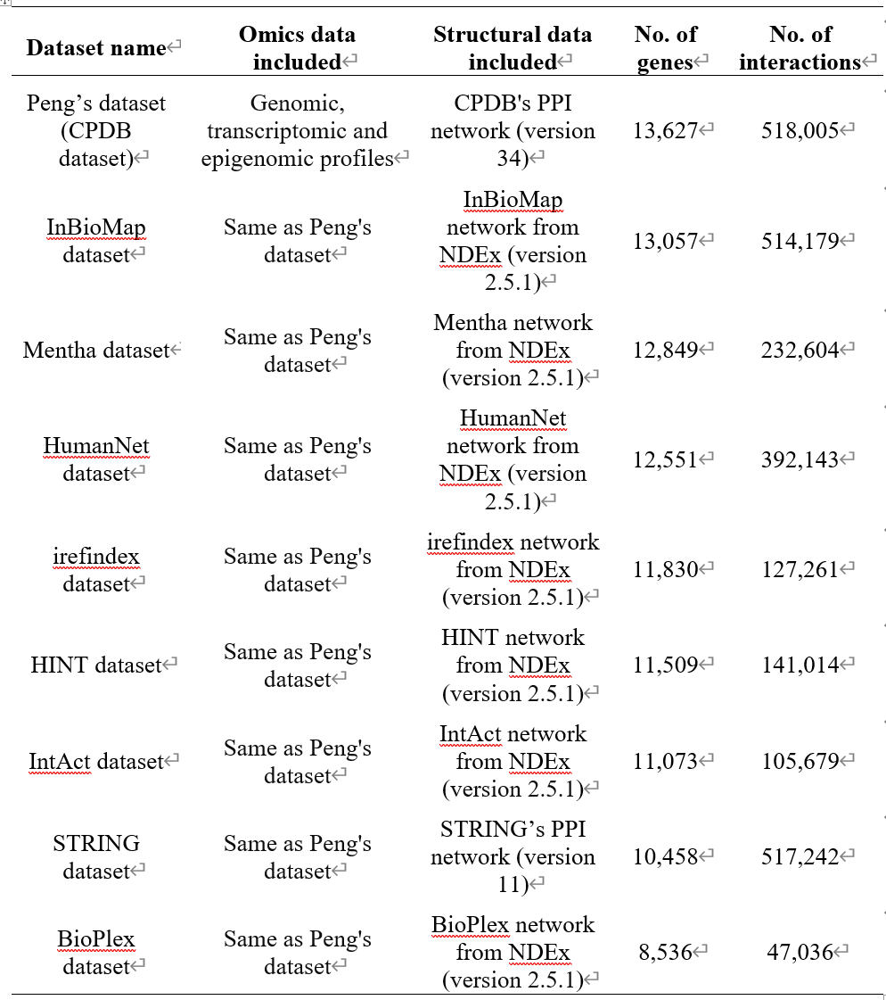 Dataset name
Omics data
included
Structural data
included
No. of
genes
No. of
interactions
Peng’s dataset
(CPDB
dataset)
Genomic,
transcriptomic and
epigenomic profiles
CPDB's PPI
network (version
34)
13,627
518,005
InBioMap
dataset
Same as Peng's
dataset
InBioMap
network from
NDEx (version
2.5.1)
13,057
514,179
Mentha dataset
Same as Peng's
dataset
Mentha network
from NDEx
(version 2.5.1)
12,849
232,604
HumanNet
dataset
Same as Peng's
dataset
HumanNet
network from
NDEx (version
2.5.1)
12,551
392,143
irefindex
dataset
Same as Peng's
dataset
irefindex network
from NDEx
(version 2.5.1)
11,830
127,261
HINT dataset
Same as Peng's
dataset
HINT network
from NDEx
(version 2.5.1)
11,509
141,014
IntAct dataset
Same as Peng's
dataset
IntAct network
from NDEx
(version 2.5.1)
11,073
105,679
STRING
dataset
Same as Peng's
dataset
STRING’s PPI
network (version
11)
10,458
517,242
BioPlex
dataset
Same as Peng's
dataset
BioPlex network
from NDEx
(version 2.5.1)
8,536
47,036